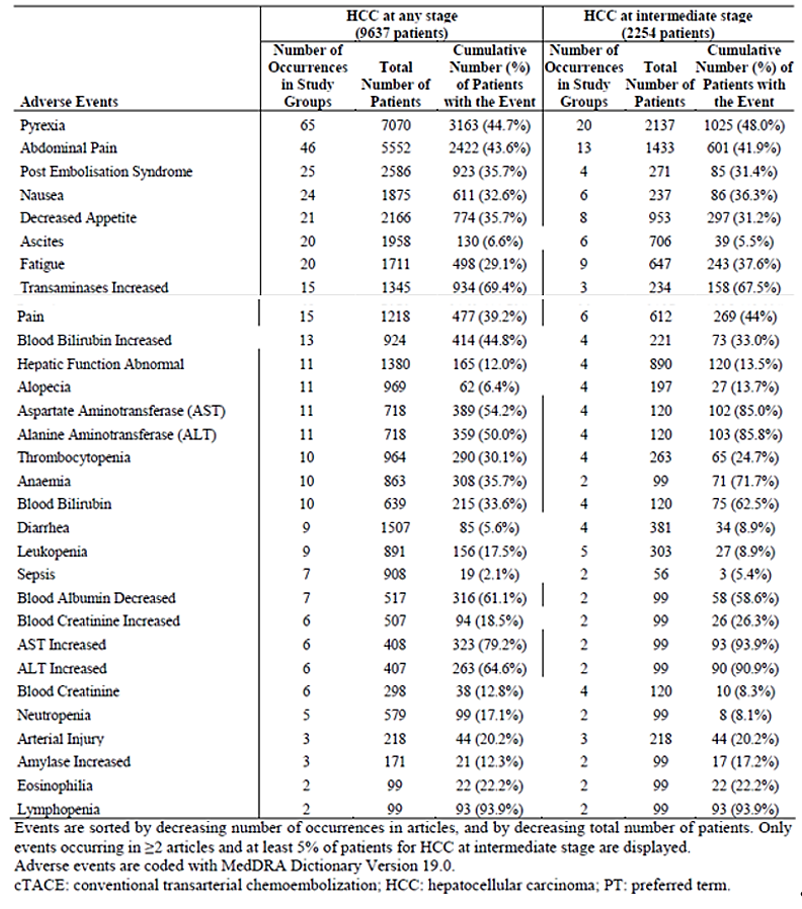 HCC at any stage HCC at intermediate stage
(9637 patients) (2254 patients)
Number of Cumulative Number of Cumulative
Occurrences Total Number (%) Occurrences Total Number (%) of
in Study Number of of Patients in Study Number of Patients with
Adverse Events Groups Patients with the Event Groups Patients the Event
Pyrexia 65 7070 3163 (44.7%) 20 2137 1025 (48.0%)
Abdominal Pain 46 5552 2422 (43.6%) 13 1433 601 (41.9%)
Post Embolisation Syndrome 25 2586 923 (35.7%) 4 271 85 (31.4%)
Nausea 24 1875 611 (32.6%) 6 237 86 (36.3%)
Decreased Appetite 21 2166 774 (35.7%) 8 953 297 (31.2%)
Ascites 20 1958 130 (6.6%) 6 706 39 (5.5%)
Fatigue 20 1711 498 (29.1%) 9 647 243 (37.6%)
Transaminases Increased 15 1345 934 (69.4%) 3 234 158 (67.5%)
Pain 15 1218 477 (39.2%) 6 612 269 (44%)
Blood Bilirubin Increased 13 924 414 (44.8%) 4 221 73 (33.0%)
Hepatic Function Abnormal 11 1380 165 (12.0%) 4 890 120 (13.5%)
Alopecia 11 969 62 (6.4%) 4 197 27 (13.7%)
Aspartate Aminotransferase (AST) 11 718 389 (54.2%) 4 120 102 (85.0%)
Alanine Aminotransferase (ALT) 11 718 359 (50.0%) 4 120 103 (85.8%)
Thrombocytopenia 10 964 290 (30.1%) 4 263 65 (24.7%)
Anaemia 10 863 308 (35.7%) 2 99 71 (71.7%)
Blood Bilirubin 10 639 215 (33.6%) 4 120 75 (62.5%)
Diarrhea 9 1507 85 (5.6%) 4 381 34 (8.9%)
Leukopenia 9 891 156 (17.5%) 5 303 27 (8.9%)
Sepsis 7 908 19 (2.1%) 2 56 3 (5.4%)
Blood Albumin Decreased 7 517 316 (61.1%) 2 99 58 (58.6%)
Blood Creatinine Increased 6 507 94 (18.5%) 2 99 26 (26.3%)
AST Increased 6 408 323 (79.2%) 2 99 93 (93.9%)
ALT Increased 6 407 263 (64.6%) 2 99 90 (90.9%)
Blood Creatinine 6 298 38 (12.8%) 4 120 10 (8.3%)
Neutropenia 5 579 99 (17.1%) 2 99 8 (8.1%)
Arterial Injury 3 218 44 (20.2%) 3 218 44 (20.2%)
Amylase Increased 3 171 21 (12.3%) 2 99 17 (17.2%)
Eosinophilia 2 99 22 (22.2%) 2 99 22 (22.2%)
Lymphopenia 2 99 93 (93.9%) 2 99 93 (93.9%)
Events are sorted by decreasing number of occurrences in articles, and by decreasing total number of patients. Only
events occurring in ≥2 articles and at least 5% of patients for HCC at intermediate stage are displayed.
Adverse events are coded with MedDRA Dictionary Version 19.0.
cTACE: conventional transarterial chemoembolization; HCC: hepatocellular carcinoma; PT: preferred term.